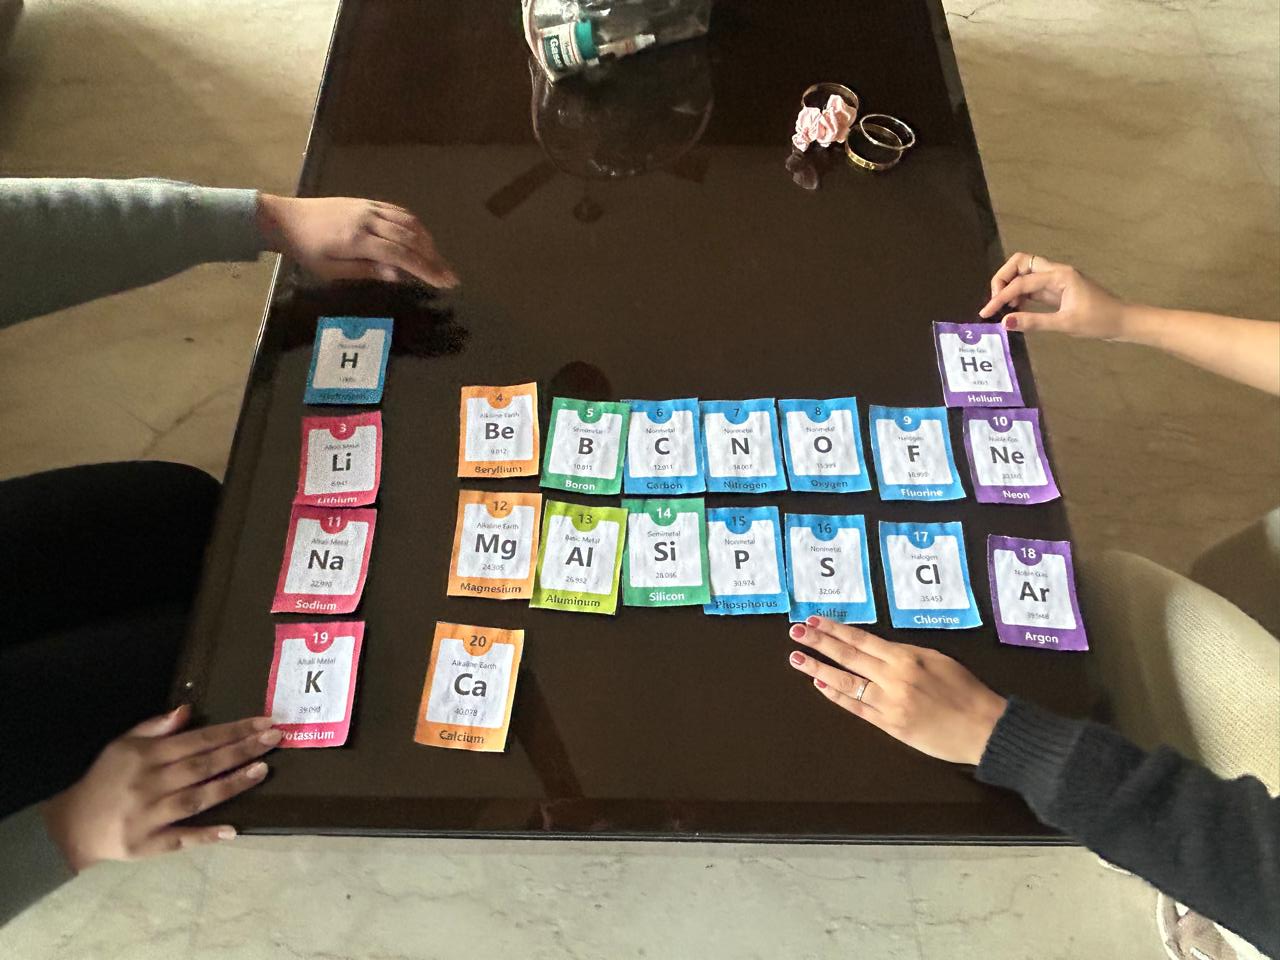 2
Noble Gas
He
4.003
Helium
H
3
Alkali Metal
Li
6.941
Lithium
4
Alkaline Earth
Be
9.012
Beryllium
5
Semimetal
B
10.811
Boron
6
Nonmetal
C
12.011
Carbon
7
Nonmetal
N
14.007
Nitrogen
8
Nonmetal
O
15.999
Oxygen
9
Halogen
F
Fluorine
10
Noble Gas
Ne
Neon
11
Alkali Metal
Na
22.990
Sodium
12
Alkaline Earth
Mg
24.305
Magnesium
13
Basic Metal
Al
26.982
Aluminum
14
Semimetal
Si
28.086
Silicon
15
Nonmetal
P
30.974
Phosphorus
16
Nonmetal
S
32.066
Sulfur
17
Halogen
Cl
35.453
Chlorine
18
Noble Gas
Ar
39.948
Argon
19
Alkali Metal
K
39.098
Potassium
20
Alkaline Earth
Ca
40.078
Calcium